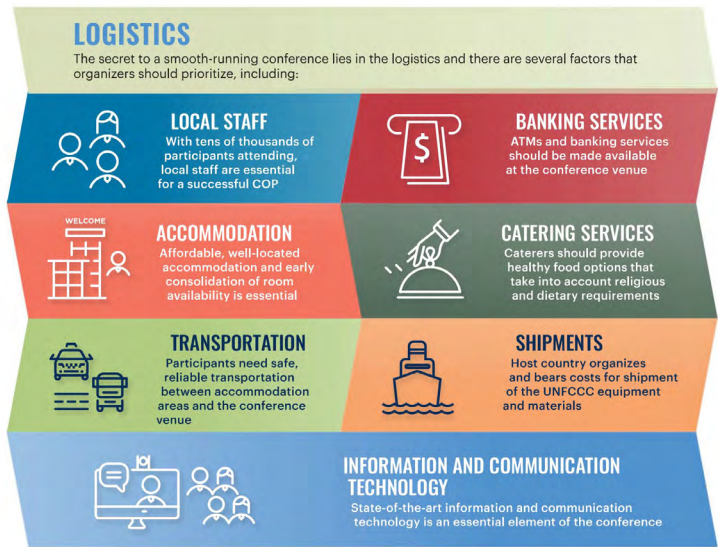 LOGISTICS
The secret to a smooth-running conference lies in the logistics and there are several factors that
organizers should prioritize, including:
LOCAL STAFF
With tens of thousands of
participants attending,
local staff are essential
for a successful COP
BANKING SERVICES
ATMs and banking services
should be made available
at the conference venue
$
WELCOME
ACCOMMODATION
Affordable, well-located
accommodation and early
consolidation of room
availability is essential
CATERING SERVICES
Caterers should provide
healthy food options that
take into account religious
and dietary requirements
TRANSPORTATION
Participants need safe,
reliable transportation
between accommodation
areas and the conference
venue
SHIPMENTS
Host country organizes
and bears costs for shipment
of the UNFCCC equipment
and materials
INFORMATION AND COMMUNICATION
TECHNOLOGY
State-of-the-art information and communication
technology is an essential element of the conference